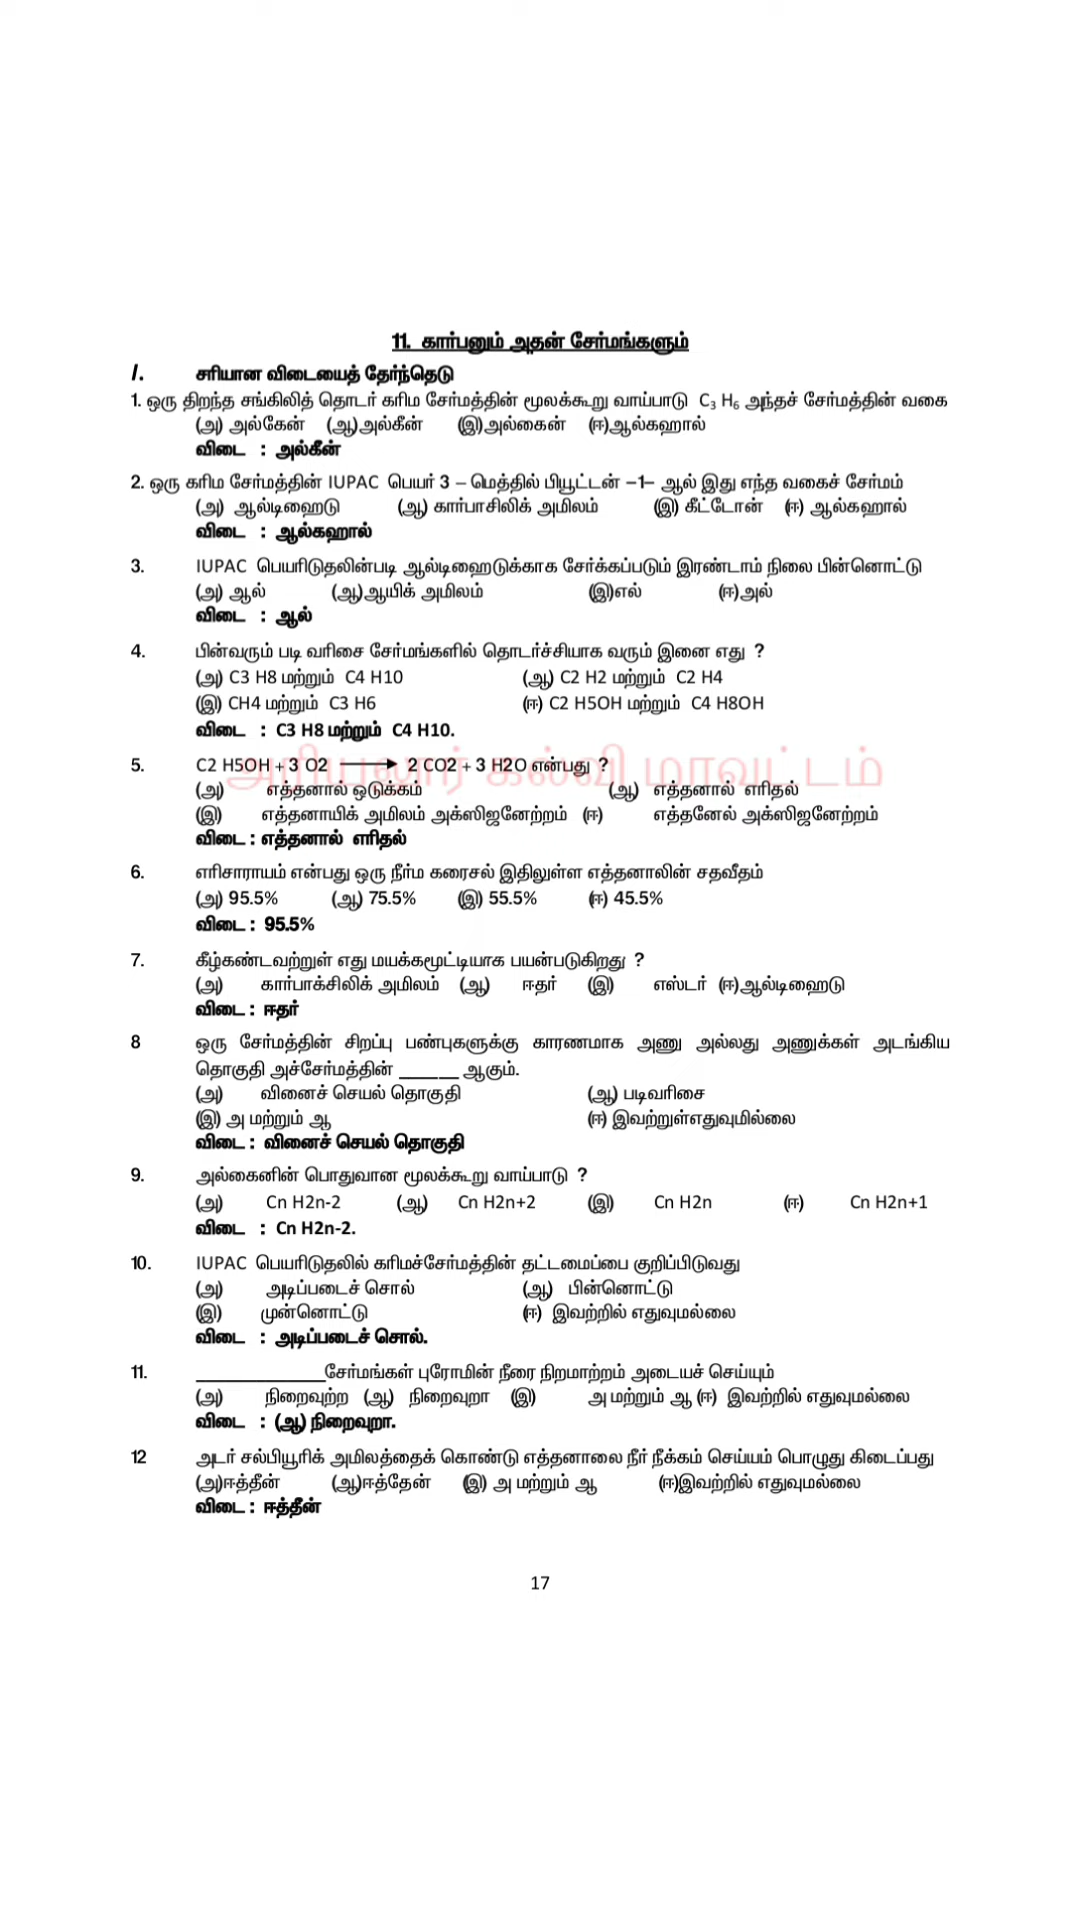 11. கார்பனும் அதன் சேர்மங்களும்
I. சரியான விடையைத் தேர்ந்தெடு
1. ஒரு திறந்த சங்கிலித் தொடர் கரிம சேர்மத்தின் மூலக்கூறு வாய்பாடு C3 H6 அந்தச் சேர்மத்தின் வகை
(அ) அல்கேன் (ஆ)அல்கீன் (இ)அல்கைன் (ஈ)ஆல்கஹால்
விடை : அல்கீன்
2. ஒரு கரிம சேர்மத்தின் IUPAC பெயர் 3 – மெத்தில் பியூட்டன் –1– ஆல் இது எந்த வகைச் சேர்மம்
(அ) ஆல்டிஹைடு (ஆ) கார்பாசிலிக் அமிலம் (இ) கீட்டோன் (ஈ) ஆல்கஹால்
விடை : ஆல்கஹால்
3. IUPAC பெயரிடுதலின்படி ஆல்டிஹைடுக்காக சேர்க்கப்படும் இரண்டாம் நிலை பின்னொட்டு
(அ) ஆல் (ஆ)ஆயிக் அமிலம் (இ)எல் (ஈ)அல்
விடை : ஆல்
4. பின்வரும் படி வரிசை சேர்மங்களில் தொடர்ச்சியாக வரும் இனை எது ?
(அ) C3 H8 மற்றும் C4 H10 (ஆ) C2 H2 மற்றும் C2 H4
(இ) CH4 மற்றும் C3 H6 (ஈ) C2 H5OH மற்றும் C4 H8OH
விடை : C3 H8 மற்றும் C4 H10.
அரியலூர் கல்வி மாவட்டம்
5. C2 H5OH + 3 O2 ⟶ 2 CO2 + 3 H2O என்பது ?
(அ) எத்தனால் ஒடுக்கம் (ஆ) எத்தனால் எரிதல்
(இ) எத்தனாயிக் அமிலம் அக்ஸிஜனேற்றம் (ஈ) எத்தனேல் அக்ஸிஜனேற்றம்
விடை : எத்தனால் எரிதல்
6. எரிசாராயம் என்பது ஒரு நீர்ம கரைசல் இதிலுள்ள எத்தனாலின் சதவீதம்
(அ) 95.5% (ஆ) 75.5% (இ) 55.5% (ஈ) 45.5%
விடை : 95.5%
7. கீழ்கண்டவற்றுள் எது மயக்கமூட்டியாக பயன்படுகிறது ?
(அ) கார்பாக்சிலிக் அமிலம் (ஆ) ஈதர் (இ) எஸ்டர் (ஈ)ஆல்டிஹைடு
விடை : ஈதர்
8 ஒரு சேர்மத்தின் சிறப்பு பண்புகளுக்கு காரணமாக அணு அல்லது அணுக்கள் அடங்கிய
தொகுதி அச்சேர்மத்தின் ______ ஆகும்.
(அ) வினைச் செயல் தொகுதி (ஆ) படிவரிசை
(இ) அ மற்றும் ஆ (ஈ) இவற்றுள்எதுவுமில்லை
விடை : வினைச் செயல் தொகுதி
9. அல்கைனின் பொதுவான மூலக்கூறு வாய்பாடு ?
(அ) Cn H2n-2 (ஆ) Cn H2n+2 (இ) Cn H2n (ஈ) Cn H2n+1
விடை : Cn H2n-2.
10. IUPAC பெயரிடுதலில் கரிமச்சேர்மத்தின் தட்டமைப்பை குறிப்பிடுவது
(அ) அடிப்படைச் சொல் (ஆ) பின்னொட்டு
(இ) முன்னொட்டு (ஈ) இவற்றில் எதுவுமல்லை
விடை : அடிப்படைச் சொல்.
11. _____________சேர்மங்கள் புரோமின் நீரை நிறமாற்றம் அடையச் செய்யும்
(அ) நிறைவுற்ற (ஆ) நிறைவுறா (இ) அ மற்றும் ஆ (ஈ) இவற்றில் எதுவுமல்லை
விடை : (ஆ) நிறைவுறா.
12 அடர் சல்பியூரிக் அமிலத்தைக் கொண்டு எத்தனாலை நீர் நீக்கம் செய்யம் பொழுது கிடைப்பது
(அ)ஈத்தீன் (ஆ)ஈத்தேன் (இ) அ மற்றும் ஆ (ஈ)இவற்றில் எதுவுமல்லை
விடை : ஈத்தீன்
17